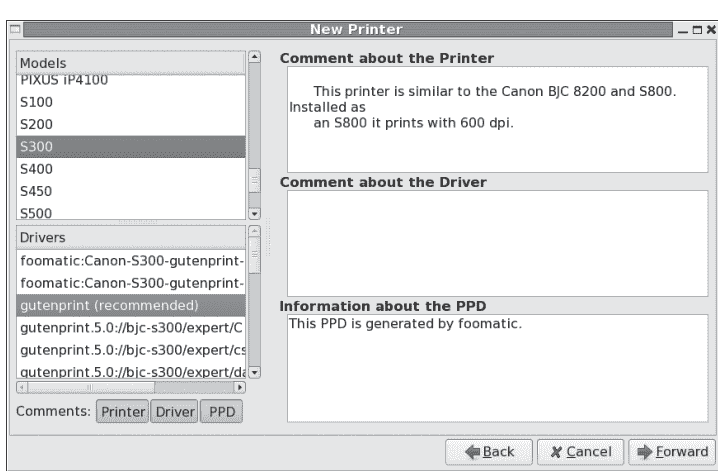 New Printer
Models
PIXUS iP4100
S100
S200
S300
S400
S450
S500
Drivers
foomatic:Canon-S300-gutenprint-
foomatic:Canon-S300-gutenprint-
gutenprint (recommended)
gutenprint.5.0://bjc-s300/expert/C
gutenprint.5.0://bjc-s300/expert/cs
gutenprint.5.0://bjc-s300/expert/da
Comments: Printer Driver PPD
Comment about the Printer
This printer is similar to the Canon BJC 8200 and S800.
Installed as
an S800 it prints with 600 dpi.
Comment about the Driver
Information about the PPD
This PPD is generated by foomatic.
Back Cancel Forward